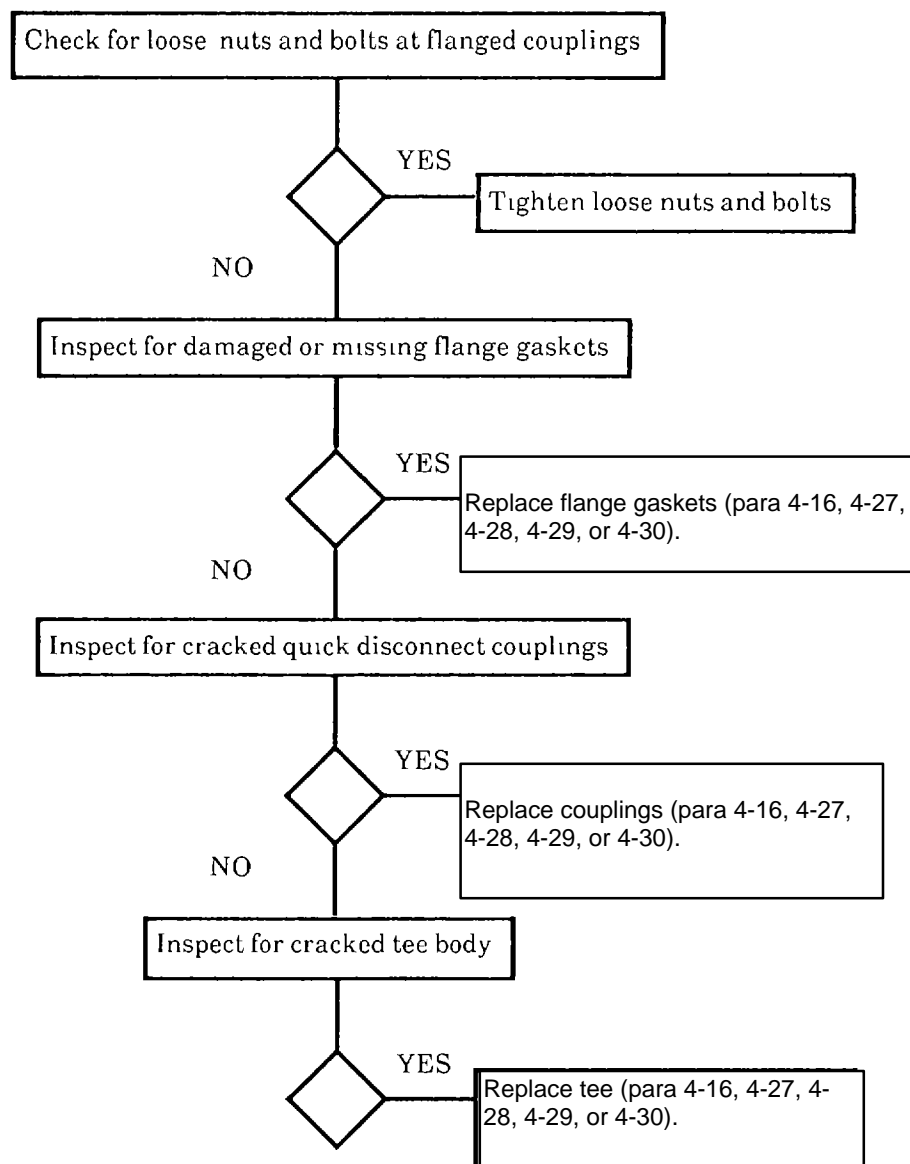 Check for loose nuts and bolts at flanged couplings
YES
Tighten loose nuts and bolts
NO
Inspect for damaged or missing flange gaskets
YES
Replace flange gaskets (para 4-16, 4-27,
4-28, 4-29, or 4-30).
NO
Inspect for cracked quick disconnect couplings
YES
Replace couplings (para 4-16, 4-27,
4-28, 4-29, or 4-30).
NO
Inspect for cracked tee body
YES
Replace tee (para 4-16, 4-27, 4-
28, 4-29, or 4-30).